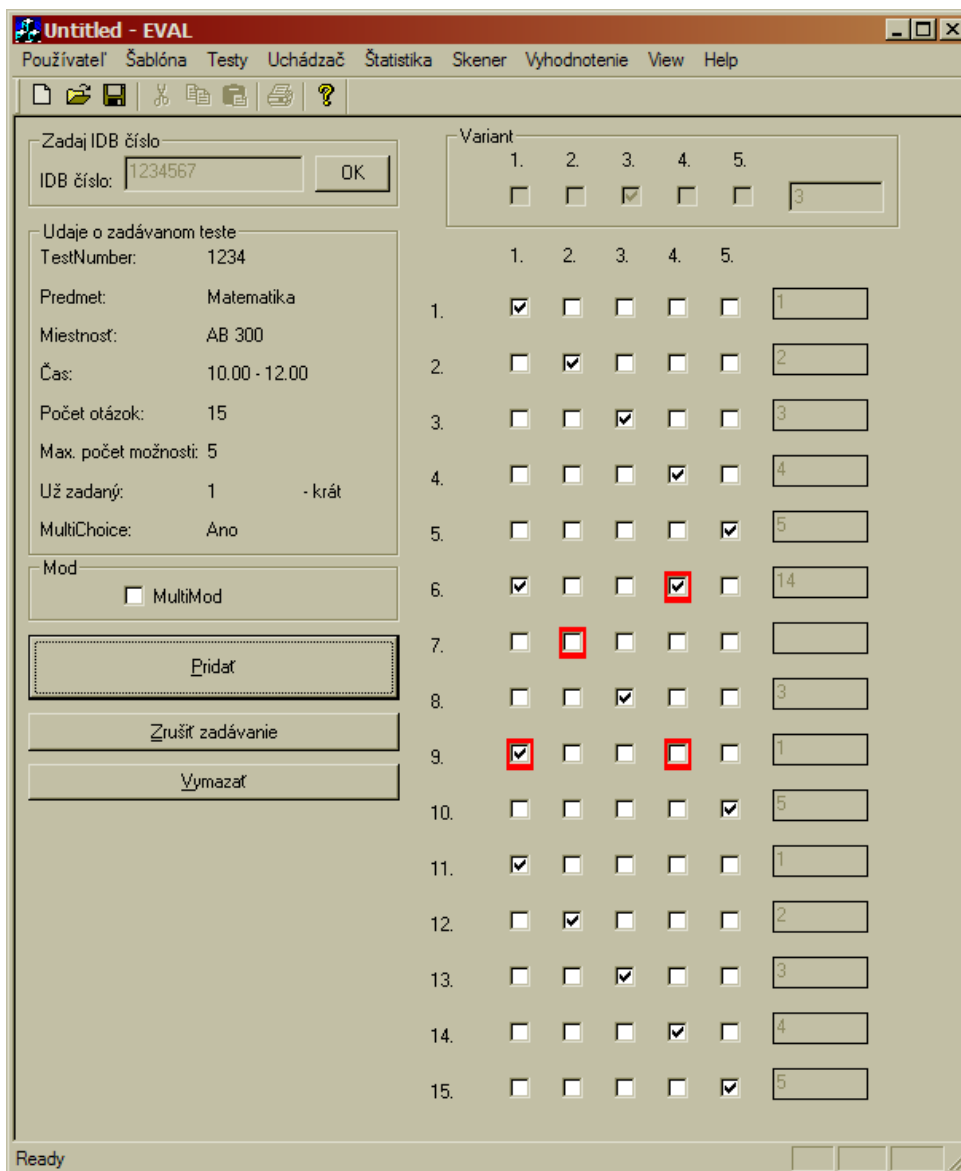 Untitled - EVAL
Používateľ Šablóna Testy Uchádzač Štatistika Skener Vyhodnotenie View Help
Zadaj IDB číslo
IDB číslo: 1234567 OK
Udaje o zadávanom teste
TestNumber: 1234
Predmet: Matematika
Miestnosť: AB 300
Čas: 10.00 - 12.00
Počet otázok: 15
Max. počet možností: 5
Už zadaný: 1 - krát
MultiChoice: Ano
Mod
MultiMod
Pridať
Zrušiť zadávanie
Vymazať
Variant
1. 2. 3. 4. 5.
3
1. 2. 3. 4. 5.
1. 1
2. 2
3. 3
4. 4
5. 5
6. 14
7.
8. 3
9. 1
10. 5
11. 1
12. 2
13. 3
14. 4
15. 5
Ready